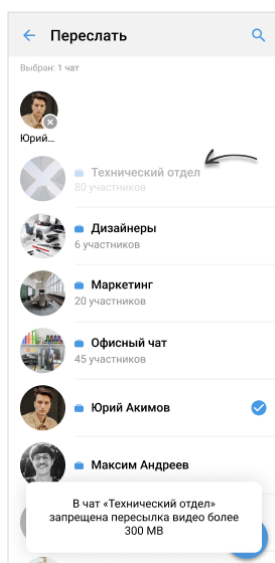 Переслать
Выбран: 1 чат
Юрий...
Технический отдел
80 участников
Дизайнеры
6 участников
Маркетинг
20 участников
Офисный чат
45 участников
Юрий Акимов
Максим Андреев
В чат «Технический отдел»
запрещена пересылка видео более
300 MB